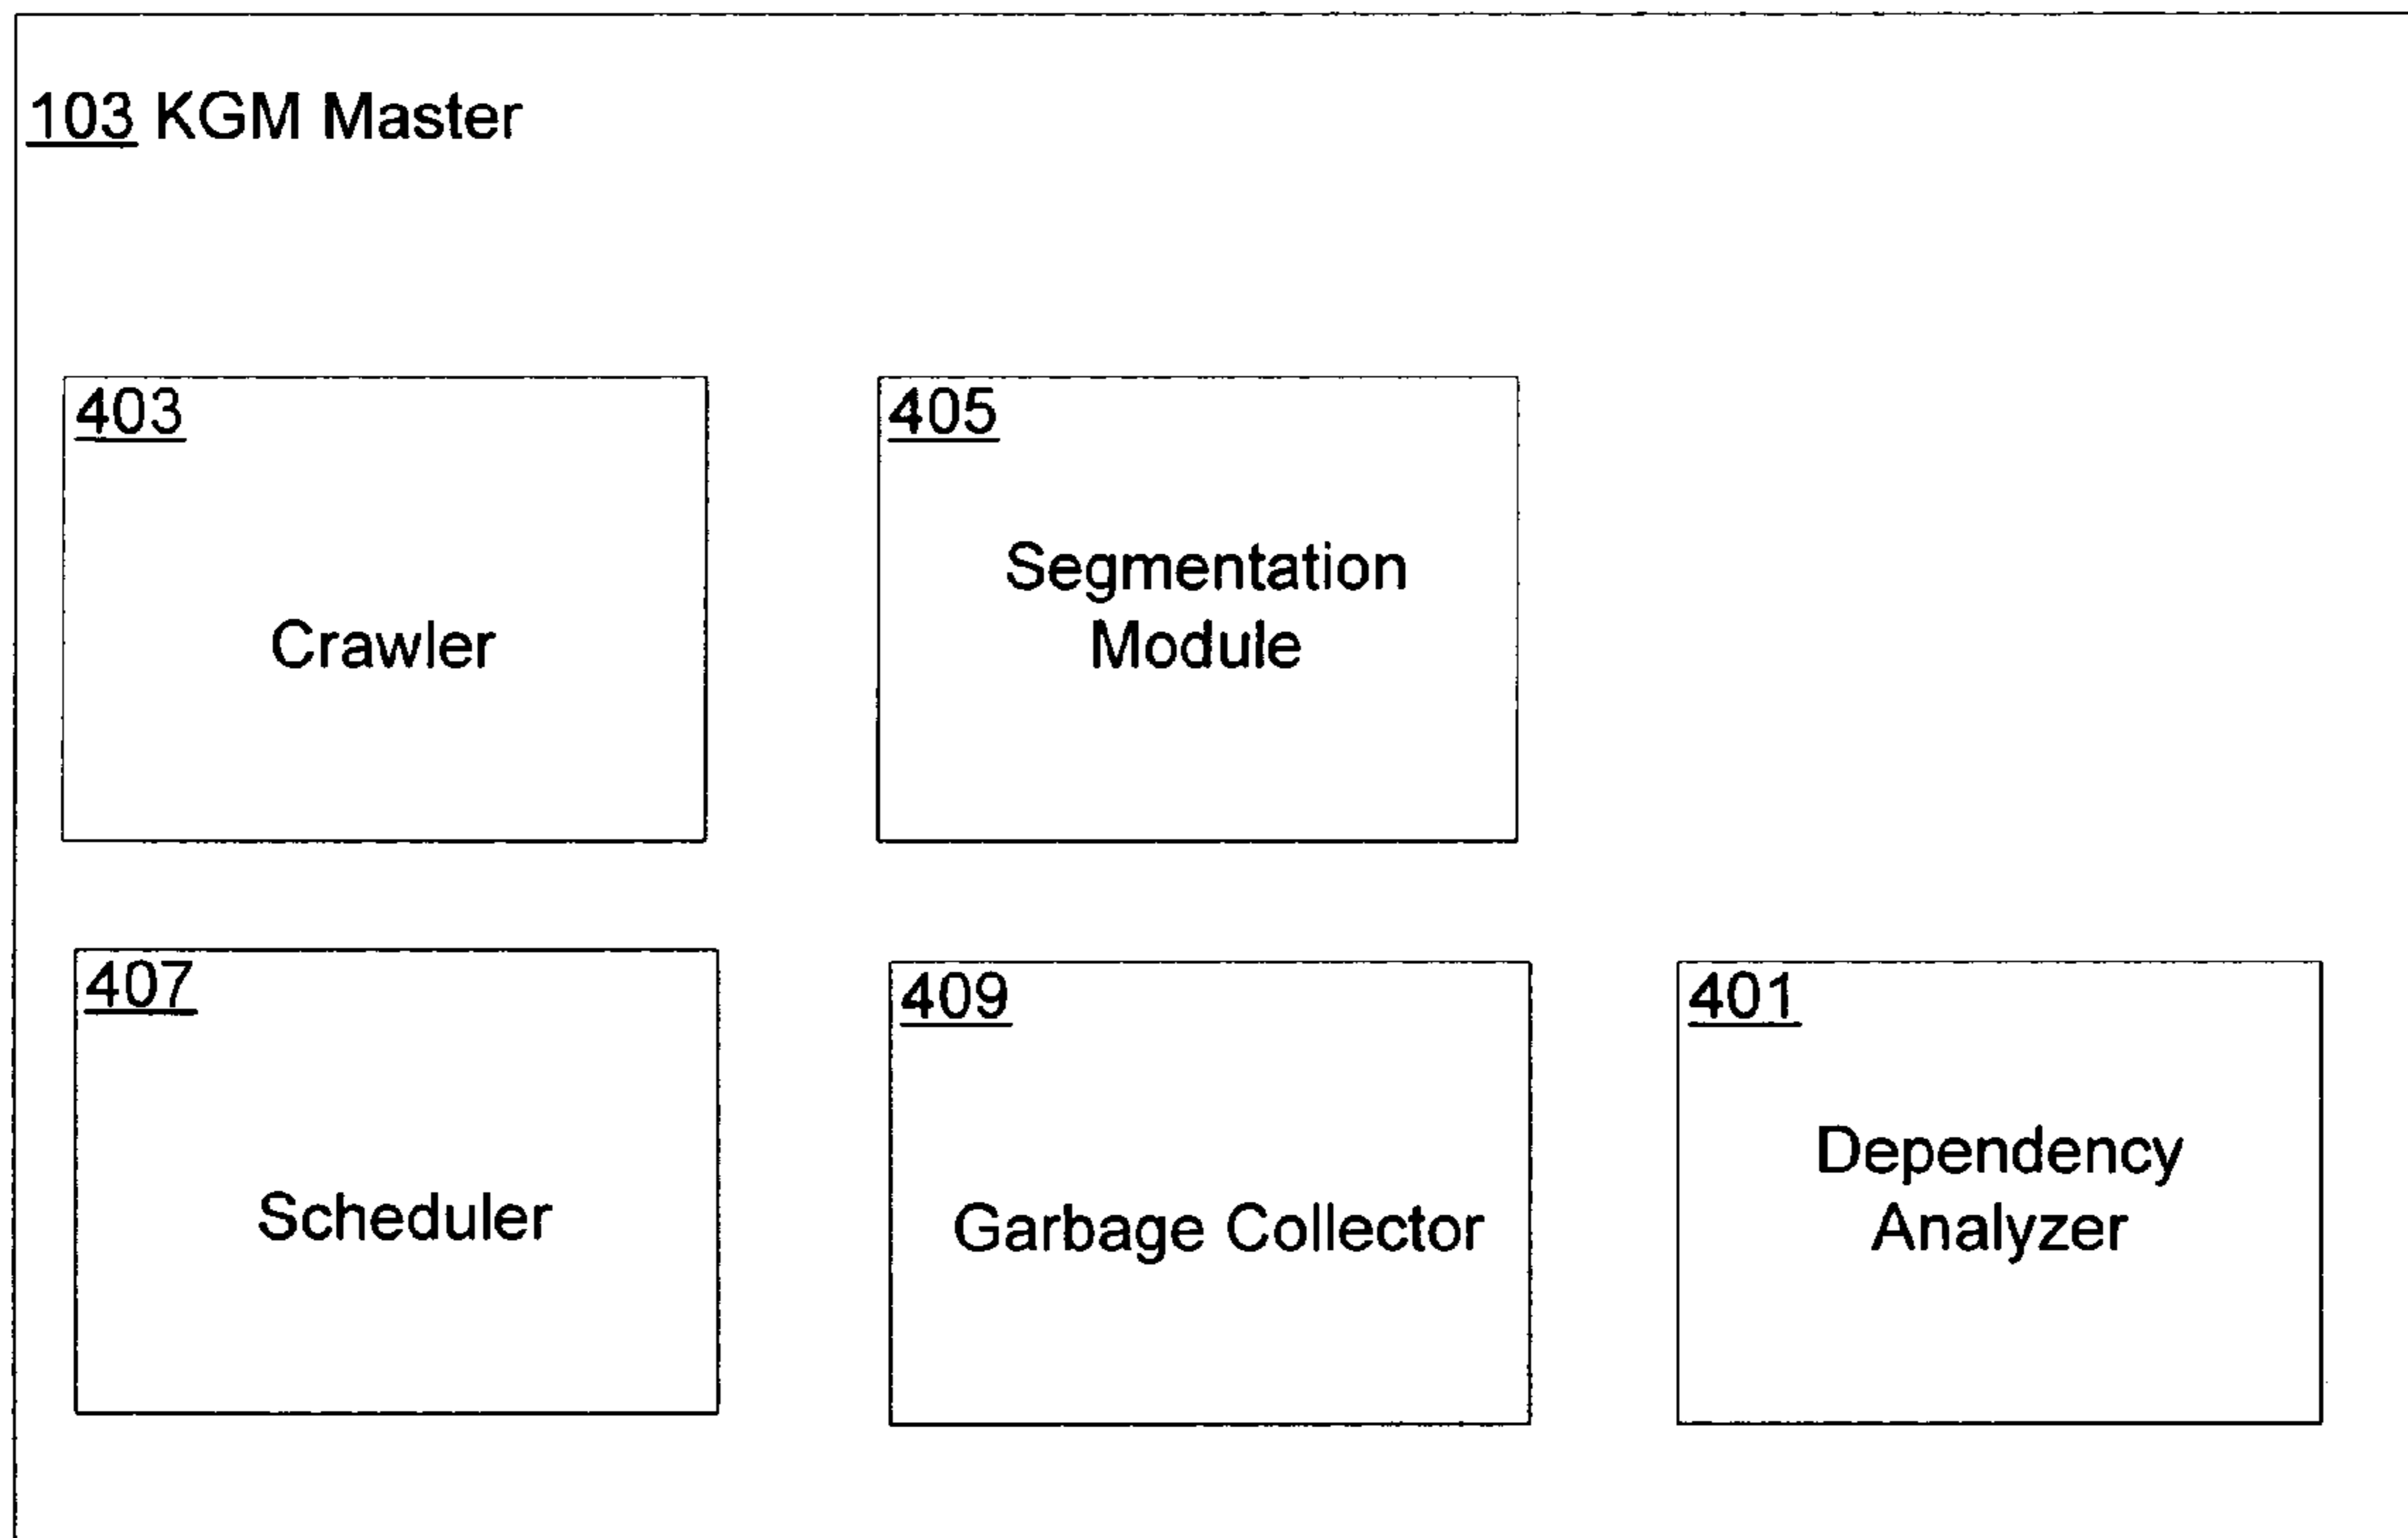 103 KGM Master
403
Crawler
405
Segmentation
Module
407
Scheduler
409
Garbage Collector
401
Dependency
Analyzer